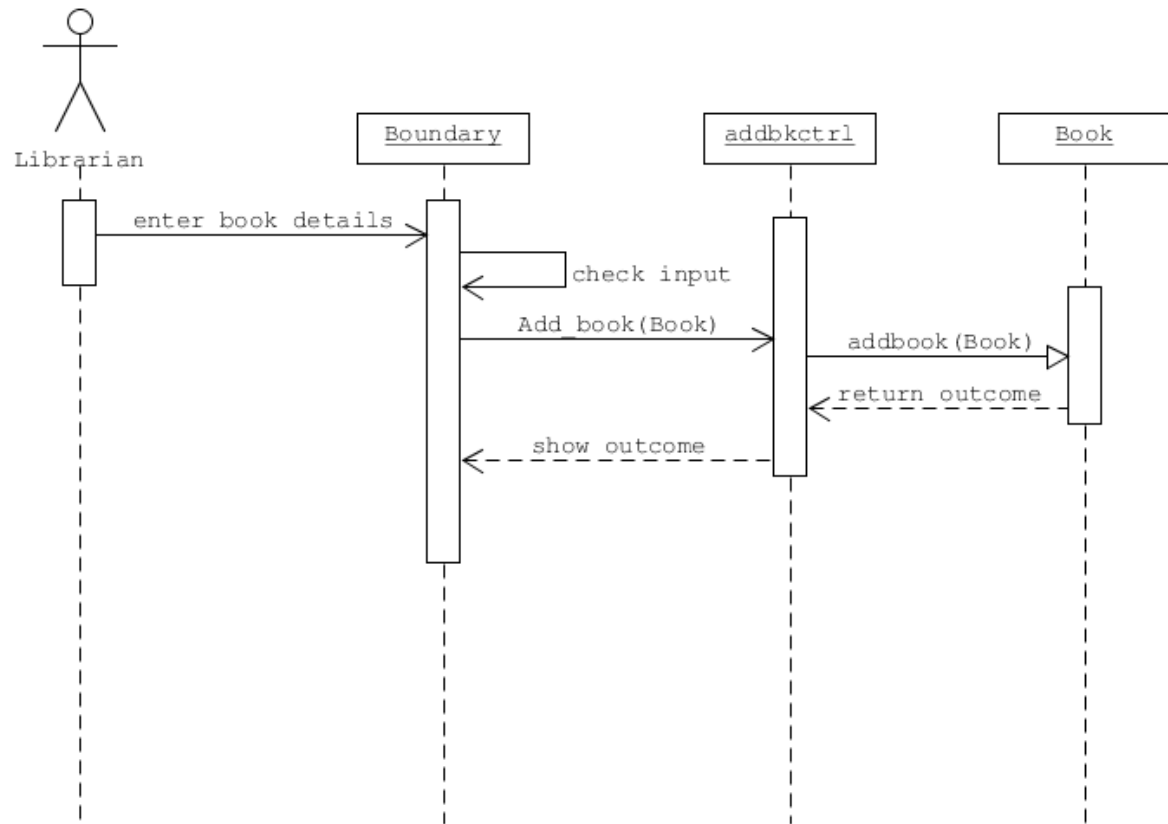 Librarian
Boundary
addbkctrl
Book
enter book details
check input
Add_book(Book)
addbook(Book)
return outcome
show outcome